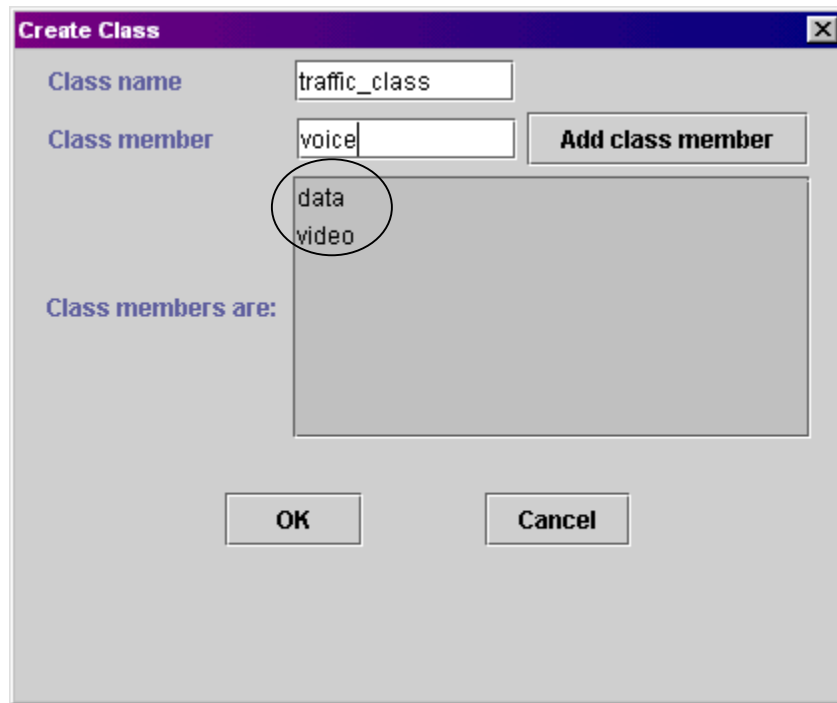 Create Class
Class name traffic_class
Class member voice Add class member
data
video
Class members are:
OK Cancel